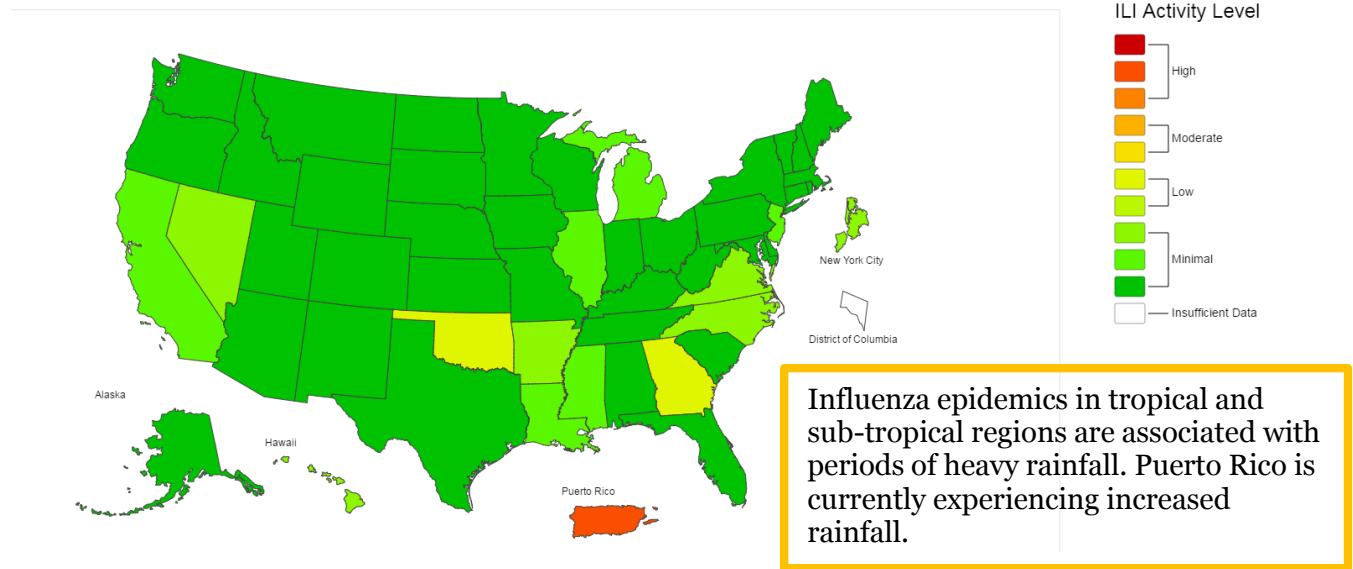 ILI Activity Level
High
Moderate
Low
Minimal
Insufficient Data
New York City
District of Columbia
Alaska
Hawaii
Puerto Rico
Influenza epidemics in tropical and
sub-tropical regions are associated with
periods of heavy rainfall. Puerto Rico is
currently experiencing increased
rainfall.